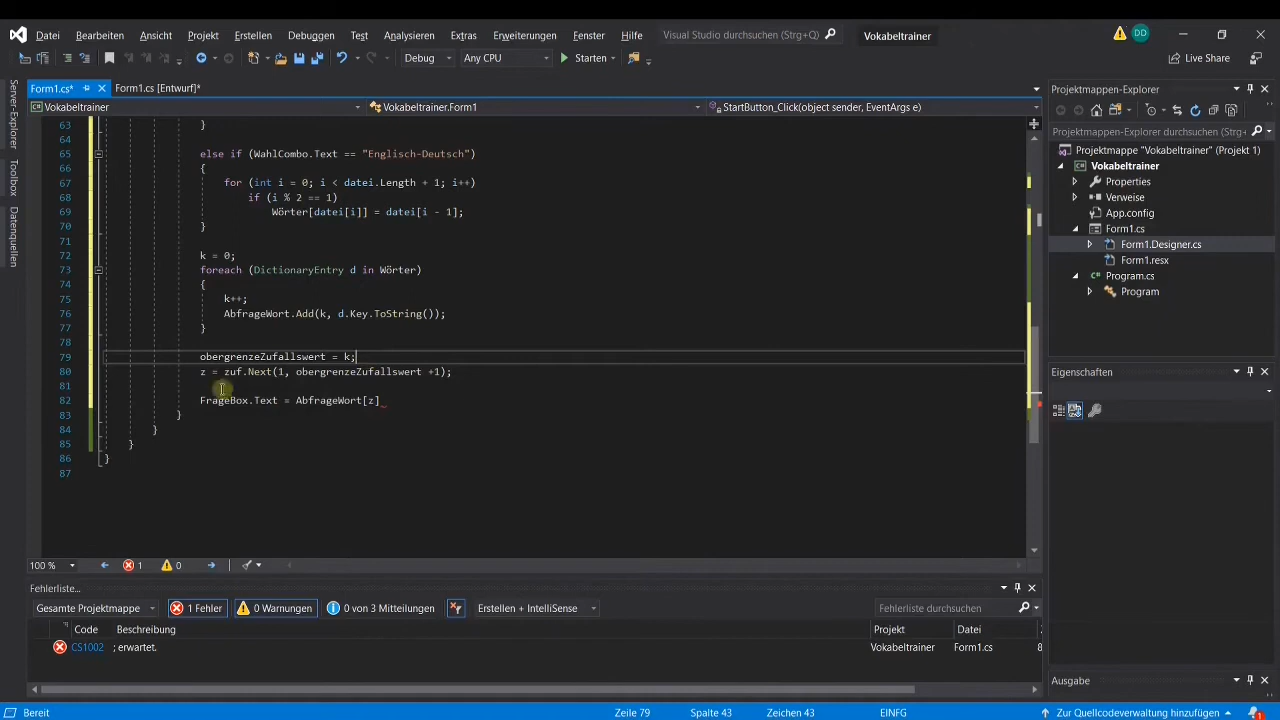 Datei Bearbeiten Ansicht Projekt Erstellen Debuggen Test Analysieren Extras Erweiterungen Fenster Hilfe Visual Studio durchsuchen (Strg+Q) Vokabeltrainer DD
Debug Any CPU Starten Live Share
Form1.cs* Form1.cs [Entwurf]* Projektmappen-Explorer
Vokabeltrainer Vokabeltrainer.Form1 StartButton_Click(object sender, EventArgs e)
Server-Explorer
Toolbox
Datenquellen
63 }
64
65 else if (WahlCombo.Text == "Englisch-Deutsch")
66 {
67 for (int i = 0; i < datei.Length + 1; i++)
68 if (i % 2 == 1)
69 Wörter[datei[i]] = datei[i - 1];
70 }
71
72 k = 0;
73 foreach (DictionaryEntry d in Wörter)
74 {
75 k++;
76 AbfrageWort.Add(k, d.Key.ToString());
77 }
78
79 obergrenzeZufallswert = k;
80 z = zuf.Next(1, obergrenzeZufallswert +1);
81
82 FrageBox.Text = AbfrageWort[z]
83 }
84 }
85 }
86 }
87
Projektmappen-Explorer durchsuchen (Strg+
Projektmappe "Vokabeltrainer" (Projekt 1)
Vokabeltrainer
Properties
Verweise
App.config
Form1.cs
Form1.Designer.cs
Form1.resx
Program.cs
Program
Eigenschaften
100 % 1 0
Fehlerliste...
Gesamte Projektmappe 1 Fehler 0 Warnungen 0 von 3 Mitteilungen Erstellen + IntelliSense Fehlerliste durchsuchen
Code Beschreibung Projekt Datei
CS1002 ; erwartet. Vokabeltrainer Form1.cs 8
Ausgabe
Bereit Zeile 79 Spalte 43 Zeichen 43 EINFG Zur Quellcodeverwaltung hinzufügen 1